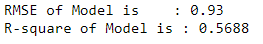 RMSE of Model is    : 0.93
R-square of Model is : 0.5688